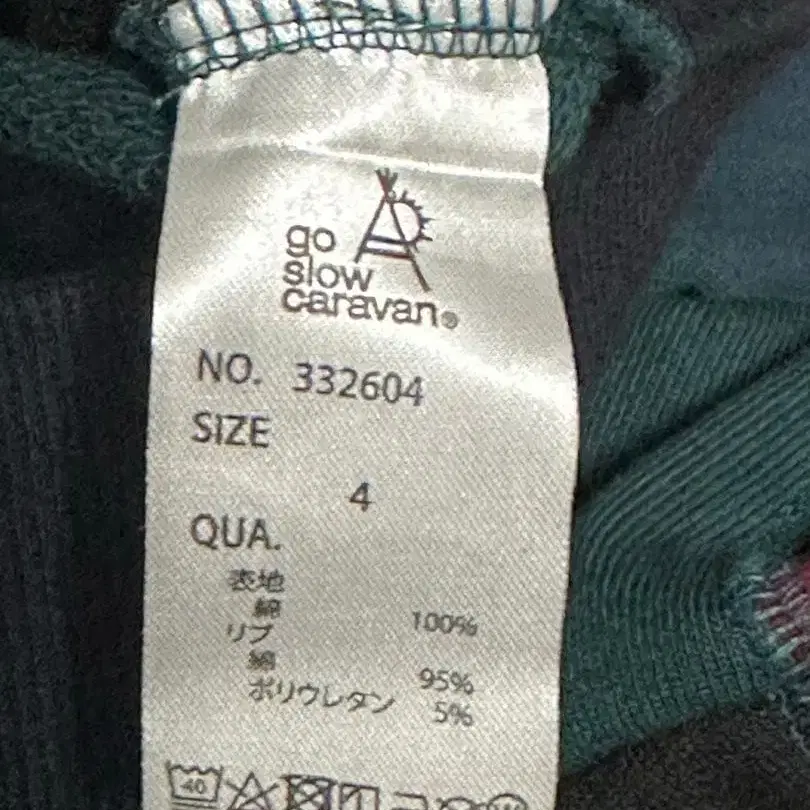 go
slow
caravan®
NO. 332604
SIZE
4
QUA.
表地
綿 100%
リブ
綿 95%
ポリウレタン 5%
40